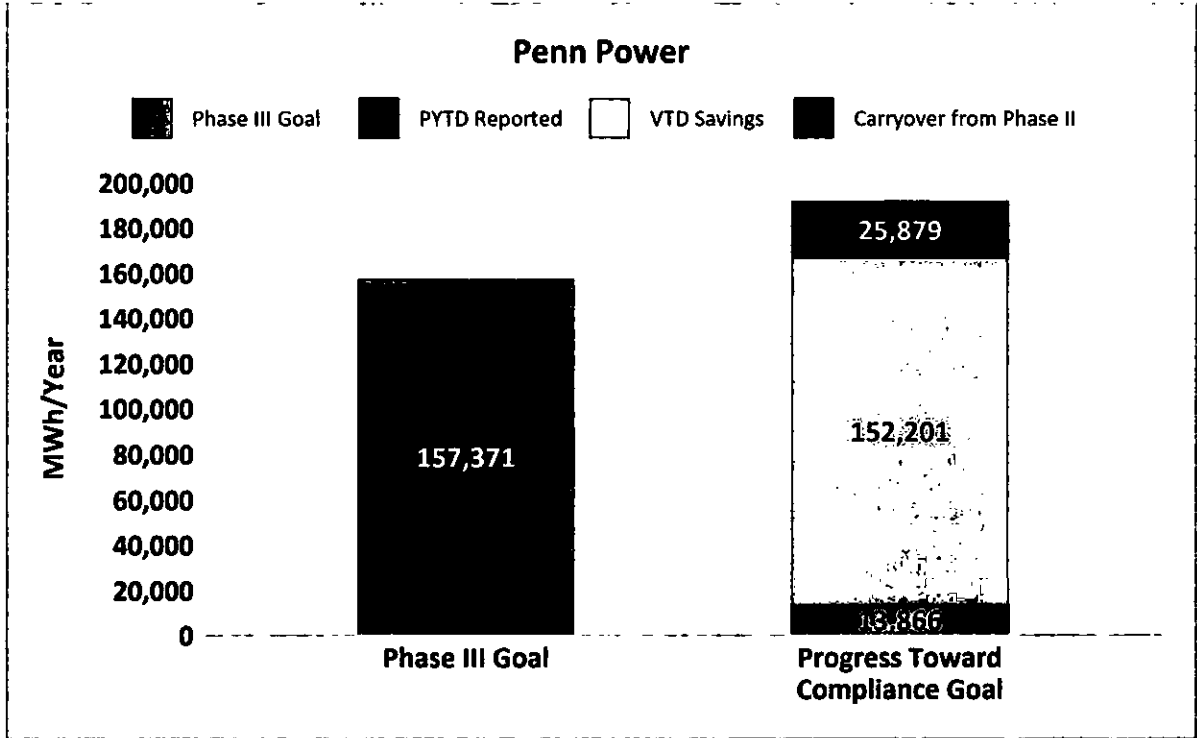 Penn Power
Phase III Goal PYTD Reported VTD Savings Carryover from Phase II
200,000
180,000
160,000
140,000
120,000
100,000
80,000
60,000
40,000
20,000
0
MWh/Year
157,371
25,879
152,201
13,866
Phase III Goal
Progress Toward
Compliance Goal